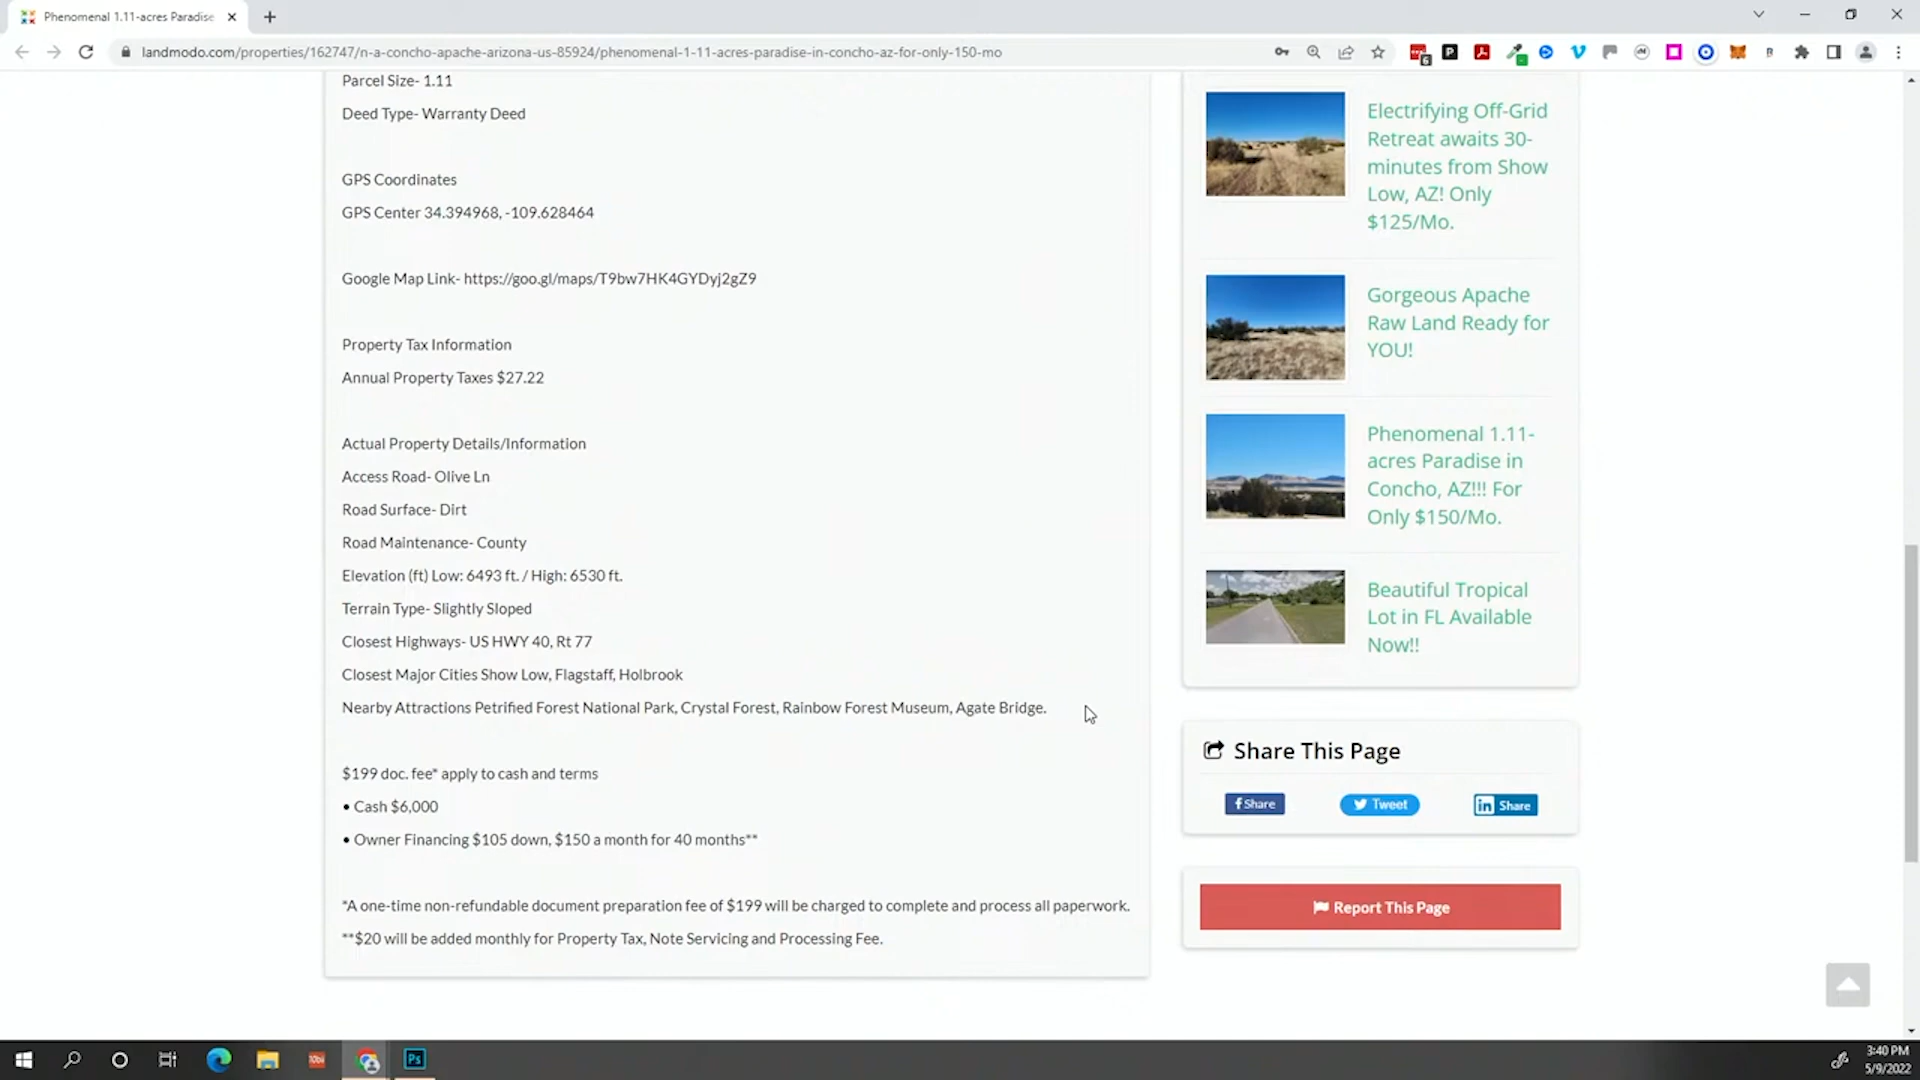 Phenomenal 1.11-acres Paradise
landmodo.com/properties/162747/n-a-concho-apache-arizona-us-85924/phenomenal-1-11-acres-paradise-in-concho-az-for-only-150-mo
Parcel Size- 1.11
Deed Type- Warranty Deed
GPS Coordinates
GPS Center 34.394968, -109.628464
Google Map Link- https://goo.gl/maps/T9bw7HK4GYDyj2gZ9
Property Tax Information
Annual Property Taxes $27.22
Actual Property Details/Information
Access Road- Olive Ln
Road Surface- Dirt
Road Maintenance- County
Elevation (ft) Low: 6493 ft. / High: 6530 ft.
Terrain Type- Slightly Sloped
Closest Highways- US HWY 40, Rt 77
Closest Major Cities Show Low, Flagstaff, Holbrook
Nearby Attractions Petrified Forest National Park, Crystal Forest, Rainbow Forest Museum, Agate Bridge.
$199 doc. fee* apply to cash and terms
• Cash $6,000
• Owner Financing $105 down, $150 a month for 40 months**
*A one-time non-refundable document preparation fee of $199 will be charged to complete and process all paperwork.
**$20 will be added monthly for Property Tax, Note Servicing and Processing Fee.
Electrifying Off-Grid
Retreat awaits 30-
minutes from Show
Low, AZ! Only
$125/Mo.
Gorgeous Apache
Raw Land Ready for
YOU!
Phenomenal 1.11-
acres Paradise in
Concho, AZ!!! For
Only $150/Mo.
Beautiful Tropical
Lot in FL Available
Now!!
Share This Page
Share
Tweet
in Share
Report This Page
Ps
3:40 PM
5/9/2022